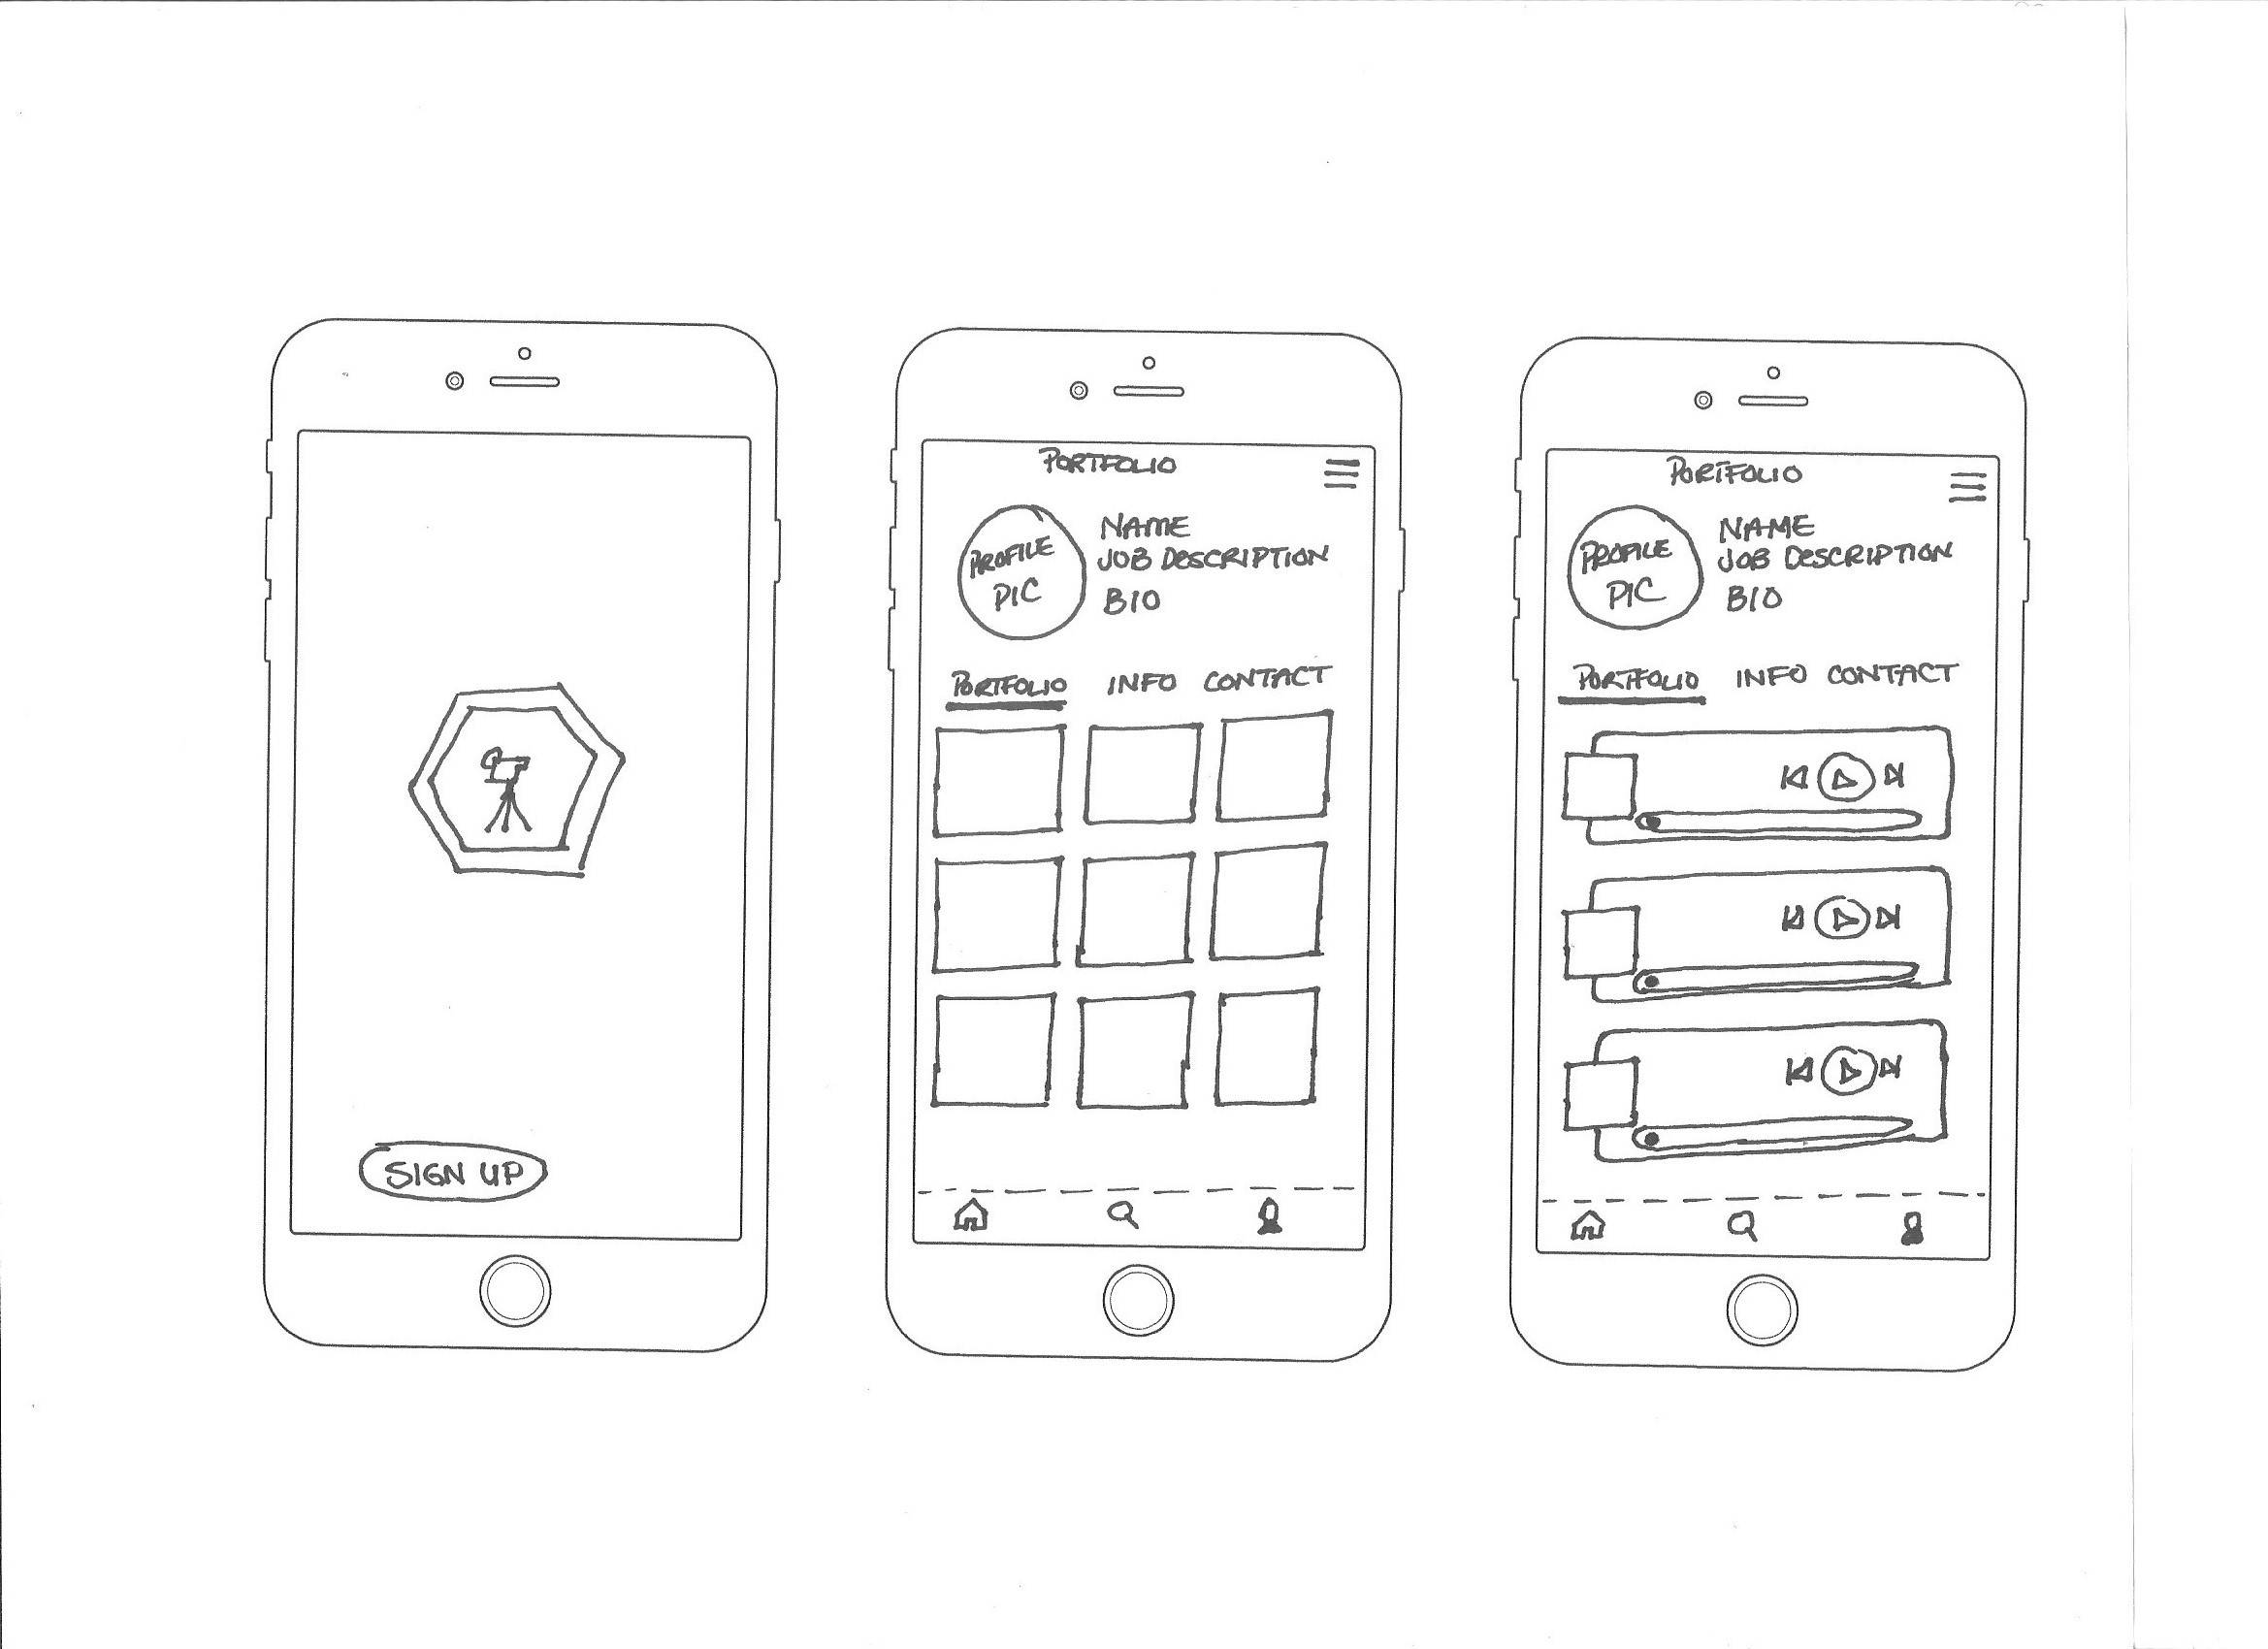 SIGN UP
PORTFOLIO
PROFILE
PIC
NAME
JOB DESCRIPTION
BIO
PORTFOLIO INFO CONTACT
PORTFOLIO
PROFILE
PIC
NAME
JOB DESCRIPTION
BIO
PORTFOLIO INFO CONTACT